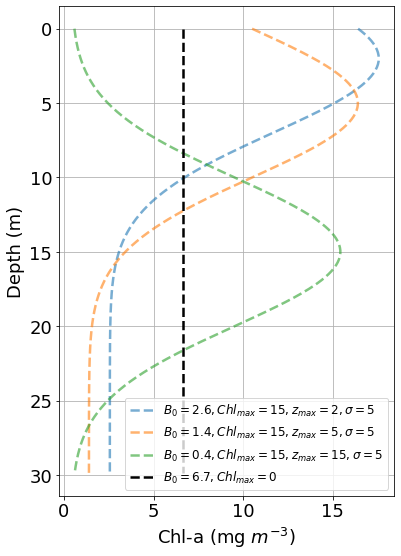 0
5
10
15
20
25
30
Depth (m)
B₀ = 2.6, Chl_max = 15, z_max = 2, σ = 5
B₀ = 1.4, Chl_max = 15, z_max = 5, σ = 5
B₀ = 0.4, Chl_max = 15, z_max = 15, σ = 5
B₀ = 6.7, Chl_max = 0
0
5
10
15
Chl-a (mg m⁻³)